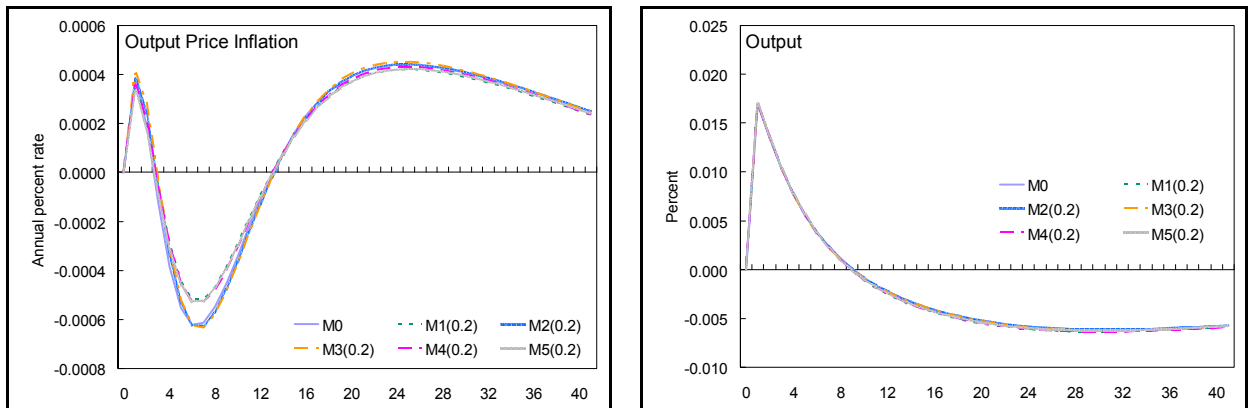 Output Price Inflation
Annual percent rate
0.0006
0.0004
0.0002
0.0000
-0.0002
-0.0004
-0.0006
-0.0008
M0 M1(0.2) M2(0.2)
M3(0.2) M4(0.2) M5(0.2)
0 4 8 12 16 20 24 28 32 36 40
Output
Percent
0.025
0.020
0.015
0.010
0.005
0.000
-0.005
-0.010
M0 M1(0.2)
M2(0.2) M3(0.2)
M4(0.2) M5(0.2)
0 4 8 12 16 20 24 28 32 36 40